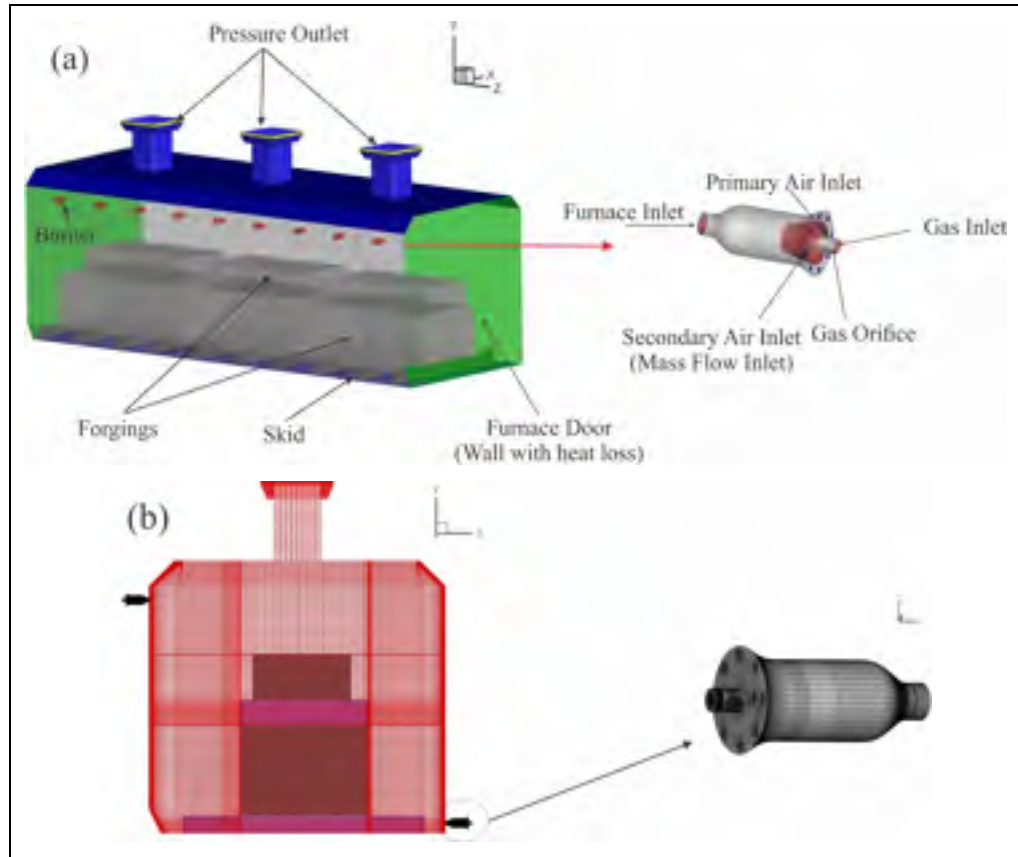 (a)
Pressure Outlet
Y
X
Z
Primary Air Inlet
Furnace Inlet
Gas Inlet
Burner
Secondary Air Inlet
(Mass Flow Inlet)
Gas Orifice
Forgings
Skid
Furnace Door
(Wall with heat loss)
(b)